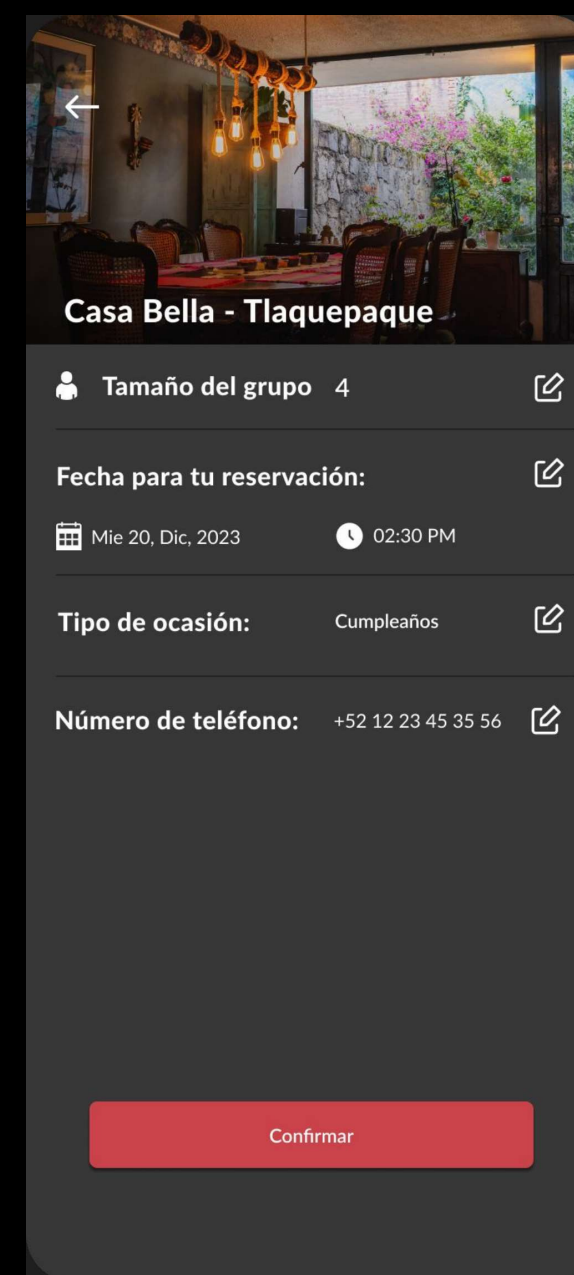 Casa Bella - Tlaquepaque
Tamaño del grupo 4
Fecha para tu reservación:
Mie 20, Dic, 2023 02:30 PM
Tipo de ocasión: Cumpleaños
Número de teléfono: +52 12 23 45 35 56
Confirmar